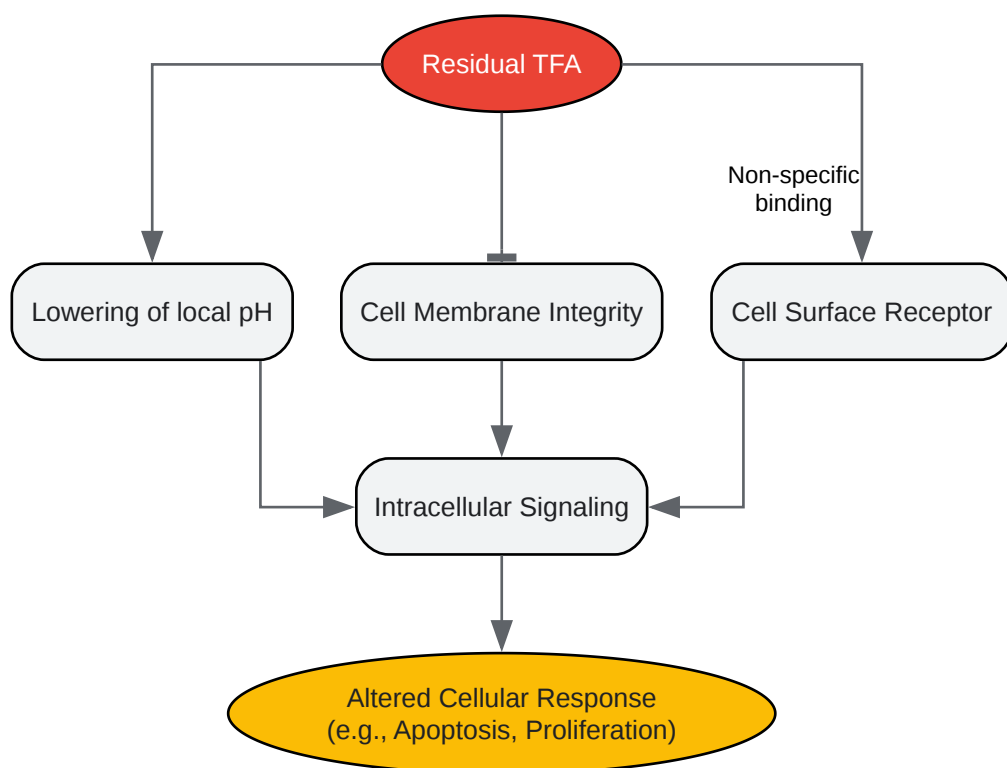 Residual TFA
Non-specific
binding
Lowering of local pH
Cell Membrane Integrity
Cell Surface Receptor
Intracellular Signaling
Altered Cellular Response
(e.g., Apoptosis, Proliferation)